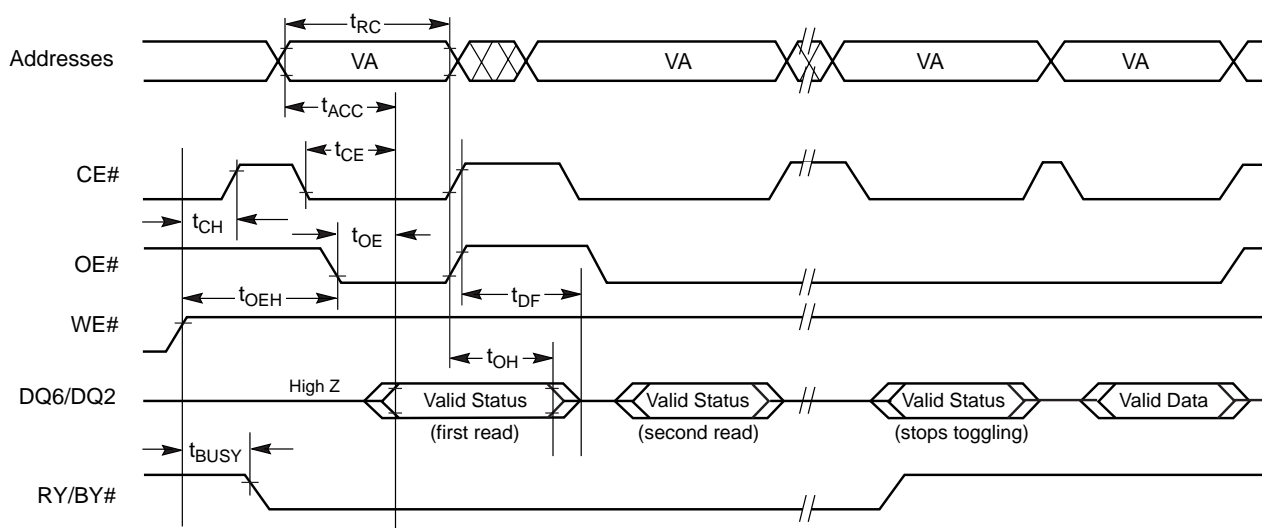 tRC
Addresses VA VA VA VA
tACC
tCE
CE#
tCH tOE
OE#
tOEH tDF
WE#
tOH
High Z
DQ6/DQ2 Valid Status Valid Status Valid Status Valid Data
(first read) (second read) (stops toggling)
tBUSY
RY/BY#